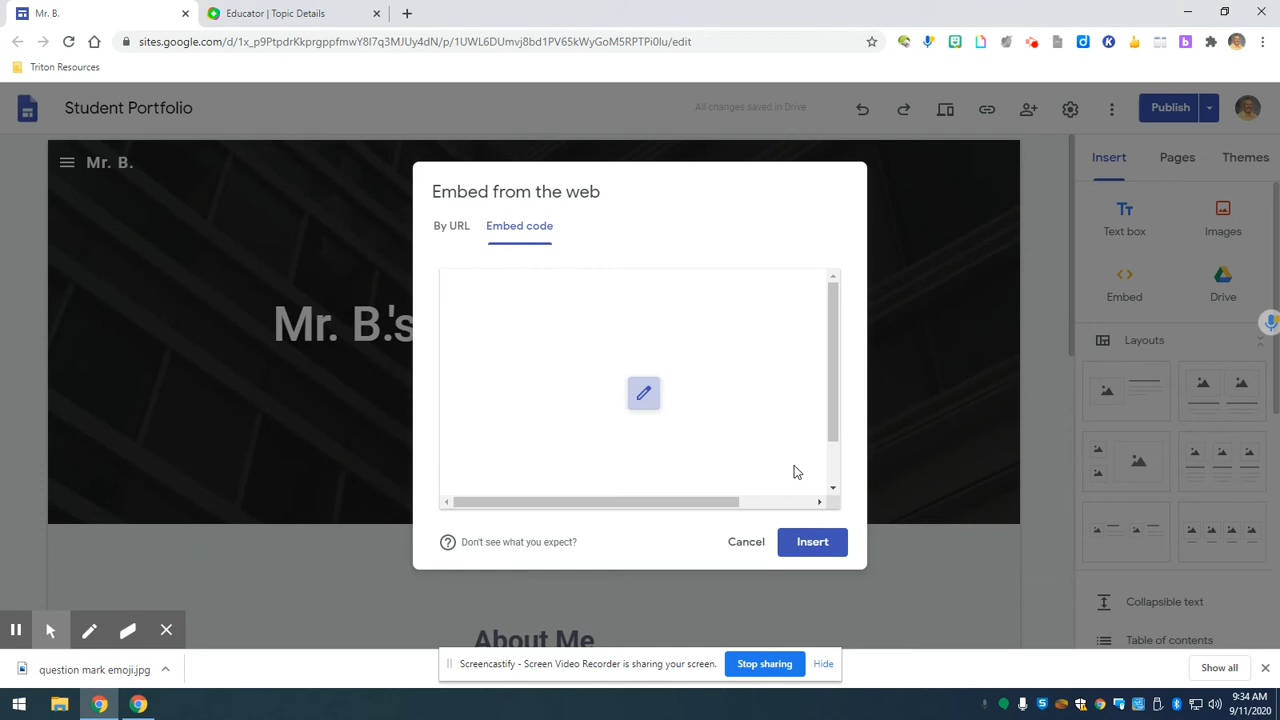 Mr. B.
Educator | Topic Details
sites.google.com/d/1x_p9PtpdrKkprgppfmwY8l7q3MJUy4dN/p/1UWL6DUmvj8bd1PV65kWyGoM5RPTPi0lu/edit
Triton Resources
Student Portfolio
All changes saved in Drive
Publish
Mr. B.
Insert
Pages
Themes
Embed from the web
By URL
Embed code
Text box
Images
Embed
Drive
Mr. B.'s
Layouts
Don't see what you expect?
Cancel
Insert
Collapsible text
About Me
Table of contents
Screencastify - Screen Video Recorder is sharing your screen.
Stop sharing
Hide
question mark emoji.jpg
Show all
9:34 AM
9/11/2020